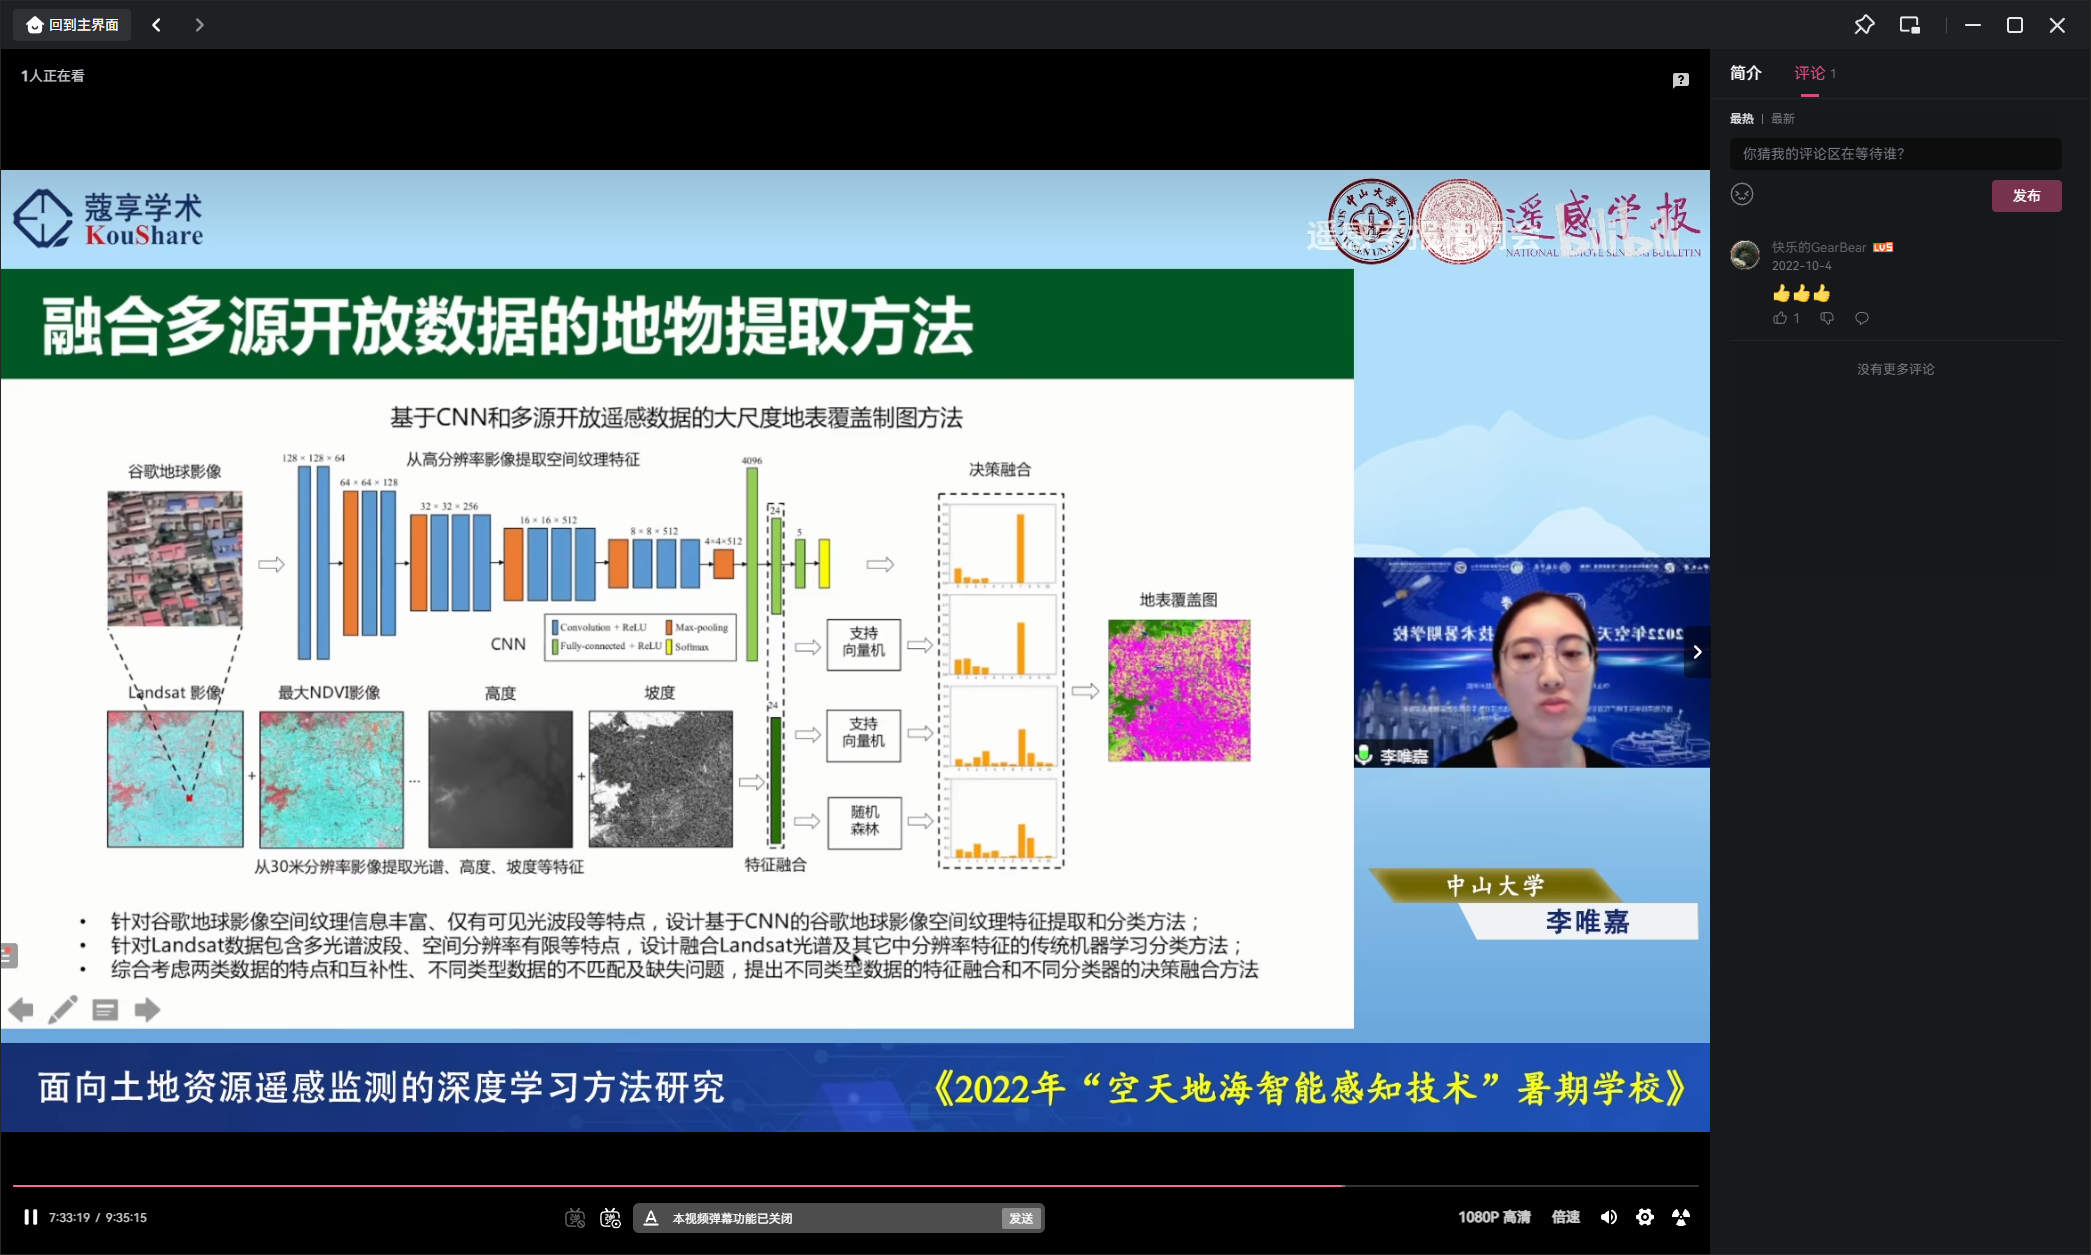 回到主界面
1人正在看
简介
评论 1
最热 | 最新
你猜我的评论区在等待谁？
发布
快乐的GearBear LV5
2022-10-4
👍👍👍
1
没有更多评论
蔻享学术
KouShare
遥感学报
NATIONAL REMOTE SENSING BULLETIN
bilibili
融合多源开放数据的地物提取方法
基于CNN和多源开放遥感数据的大尺度地表覆盖制图方法
谷歌地球影像
从高分辨率影像提取空间纹理特征
128 × 128 × 64
64 × 64 × 128
32 × 32 × 256
16 × 16 × 512
8 × 8 × 512
4×4×512
4096
24
5
决策融合
CNN
Convolution + ReLU
Max-pooling
Fully-connected + ReLU
Softmax
支持
向量机
地表覆盖图
Landsat 影像
最大NDVI影像
高度
坡度
24
+
...
+
支持
向量机
随机
森林
从30米分辨率影像提取光谱、高度、坡度等特征
特征融合
• 针对谷歌地球影像空间纹理信息丰富、仅有可见光波段等特点，设计基于CNN的谷歌地球影像空间纹理特征提取和分类方法；
• 针对Landsat数据包含多光谱波段、空间分辨率有限等特点，设计融合Landsat光谱及其它中分辨率特征的传统机器学习分类方法；
• 综合考虑两类数据的特点和互补性、不同类型数据的不匹配及缺失问题，提出不同类型数据的特征融合和不同分类器的决策融合方法
李唯嘉
中山大学
李唯嘉
面向土地资源遥感监测的深度学习方法研究
《2022年“空天地海智能感知技术”暑期学校》
7:33:19 / 9:35:15
本视频弹幕功能已关闭
发送
1080P 高清
倍速